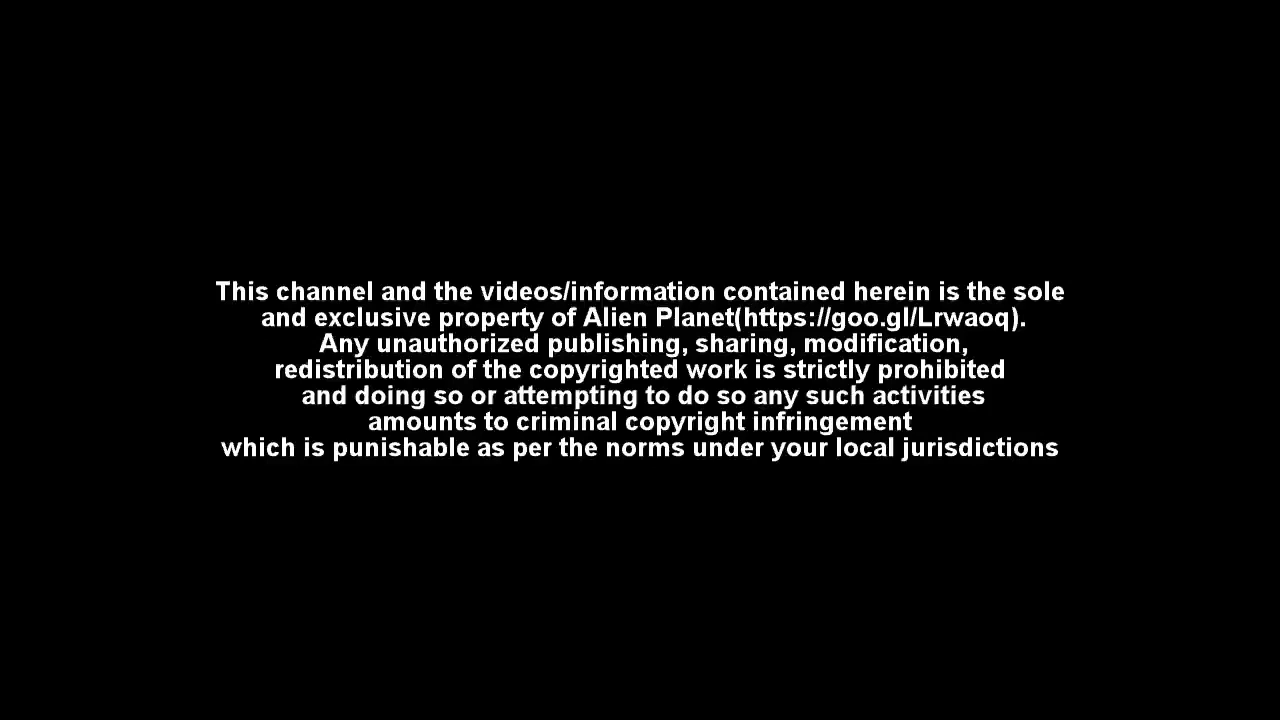 This channel and the videos/information contained herein is the sole
and exclusive property of Alien Planet(https://goo.gl/Lrwaoq).
Any unauthorized publishing, sharing, modification,
redistribution of the copyrighted work is strictly prohibited
and doing so or attempting to do so any such activities
amounts to criminal copyright infringement
which is punishable as per the norms under your local jurisdictions